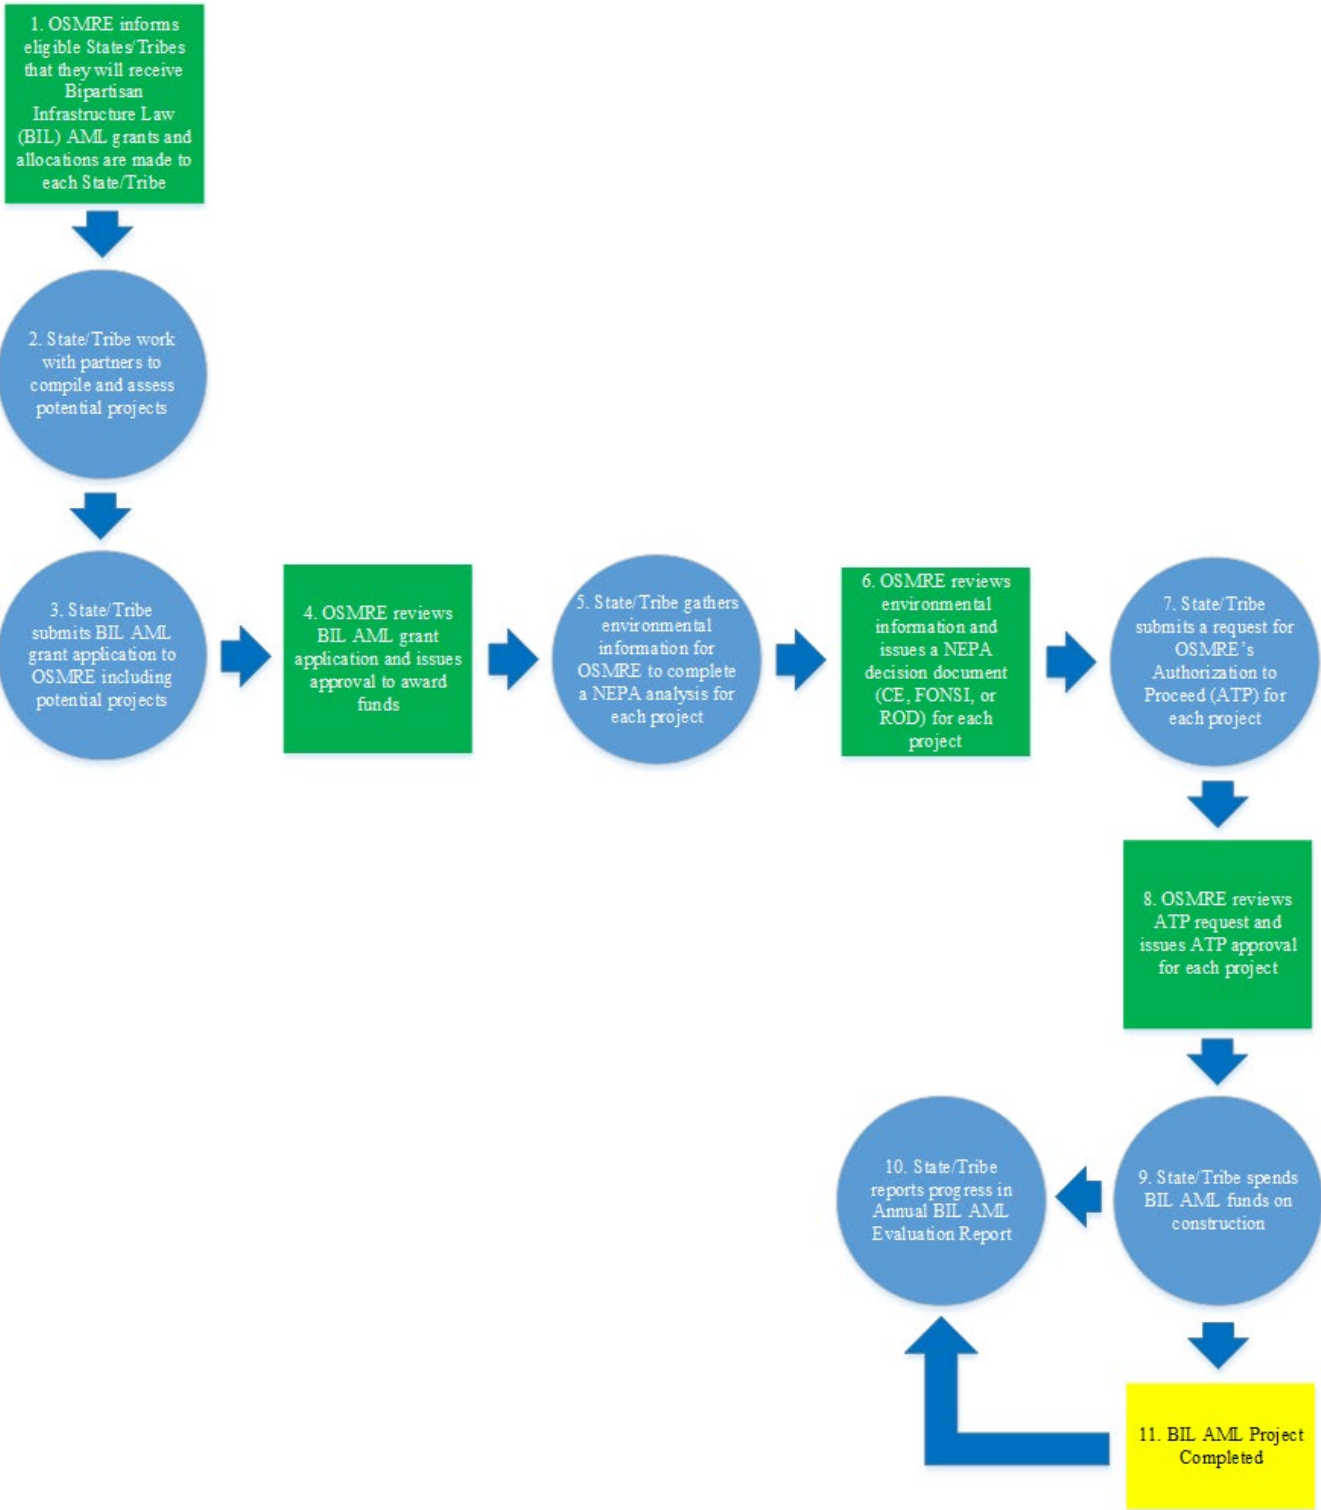 1. OSMRE informs
eligible States/Tribes
that they will receive
Bipartisan
Infrastructure Law
(BIL) AML grants and
allocations are made to
each State/Tribe
2. State/Tribe work
with partners to
compile and assess
potential projects
3. State/Tribe
submits BIL AML
grant application to
OSMRE including
potential projects
4. OSMRE reviews
BIL AML grant
application and issues
approval to award
funds
5. State/Tribe gathers
environmental
information for
OSMRE to complete
a NEPA analysis for
each project
6. OSMRE reviews
environmental
information and
issues a NEPA
decision document
(CE, FONSI, or
ROD) for each
project
7. State/Tribe
submits a request for
OSMRE's
Authorization to
Proceed (ATP) for
each project
8. OSMRE reviews
ATP request and
issues ATP approval
for each project
9. State/Tribe spends
BIL AML funds on
construction
10. State/Tribe
reports progress in
Annual BIL AML
Evaluation Report
11. BIL AML Project
Completed